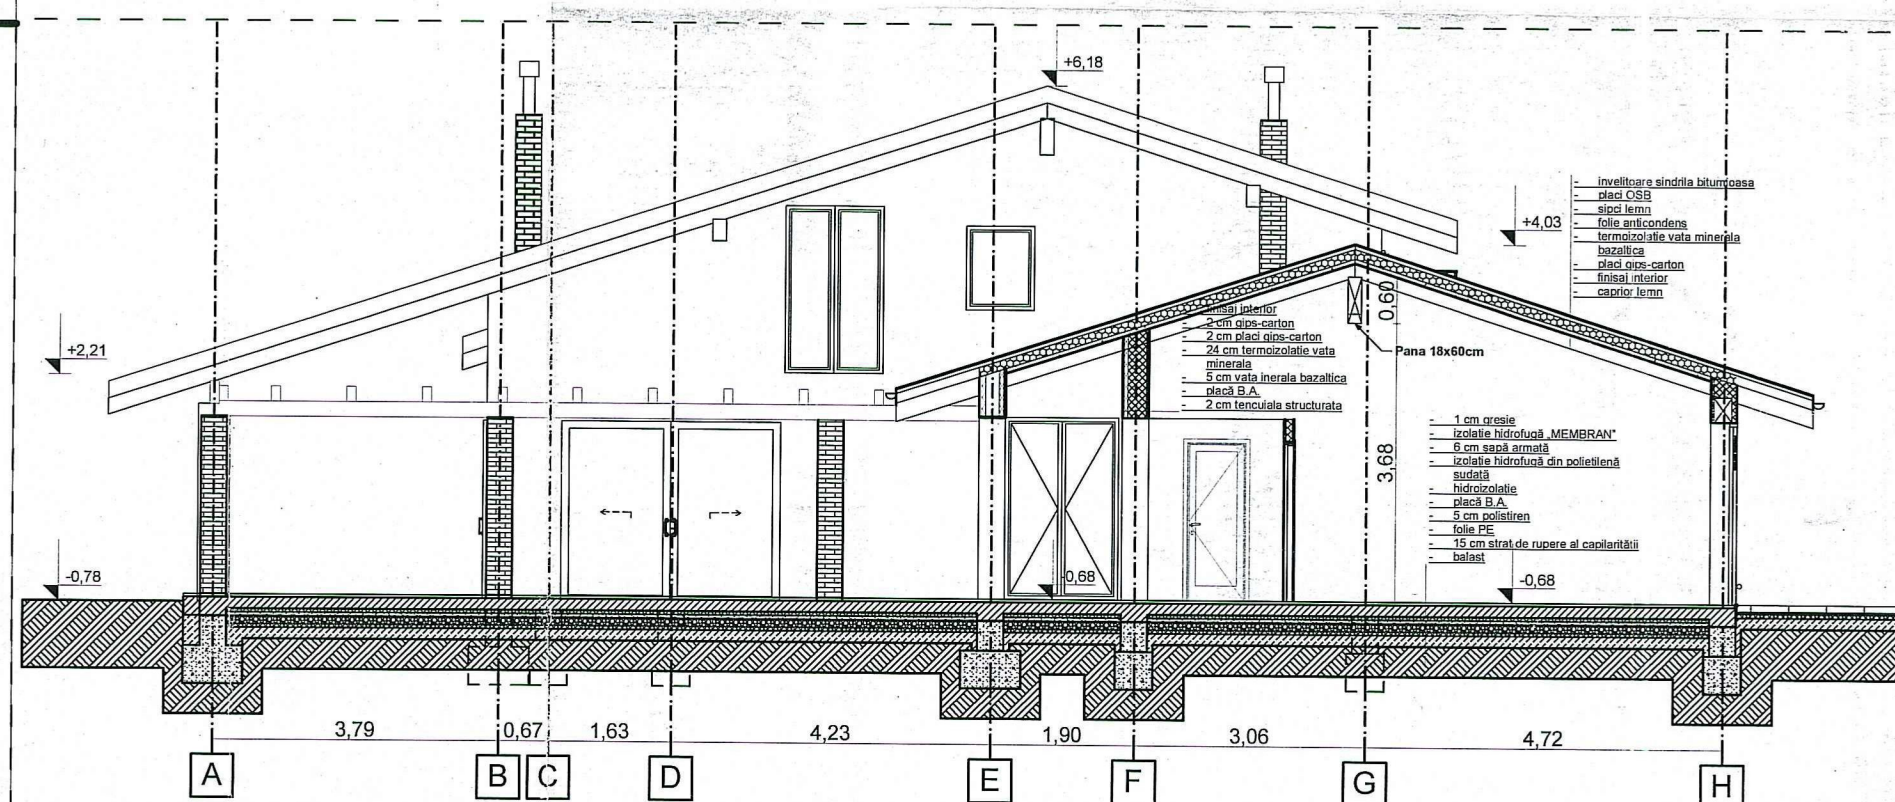 +6,18
- invelitoare sindrila bitumoasa
- placi OSB
- sipci lemn
- folie anticondens
- termoizolatie vata minerala
bazaltica
- placi gips-carton
- finisaj interior
- caprior lemn
+4,03
0,60
- finisaj interior
- 2 cm gips-carton
- 2 cm placi gips-carton
- 24 cm termoizolatie vata
minerala
- 5 cm vata inerala bazaltica
- placă B.A.
- 2 cm tencuiala structurata
Pana 18x60cm
+2,21
3,68
- 1 cm gresie
- izolatie hidrofugă „MEMBRAN"
- 6 cm sapă armată
- izolatie hidrofugă din polietilenă
sudată
- hidroizolatie
- placă B.A.
- 5 cm polistiren
- folie PE
- 15 cm strat de rupere al capilaritătii
- balast
-0,78
-0,68
-0,68
3,79
0,67
1,63
4,23
1,90
3,06
4,72
A
B
C
D
E
F
G
H